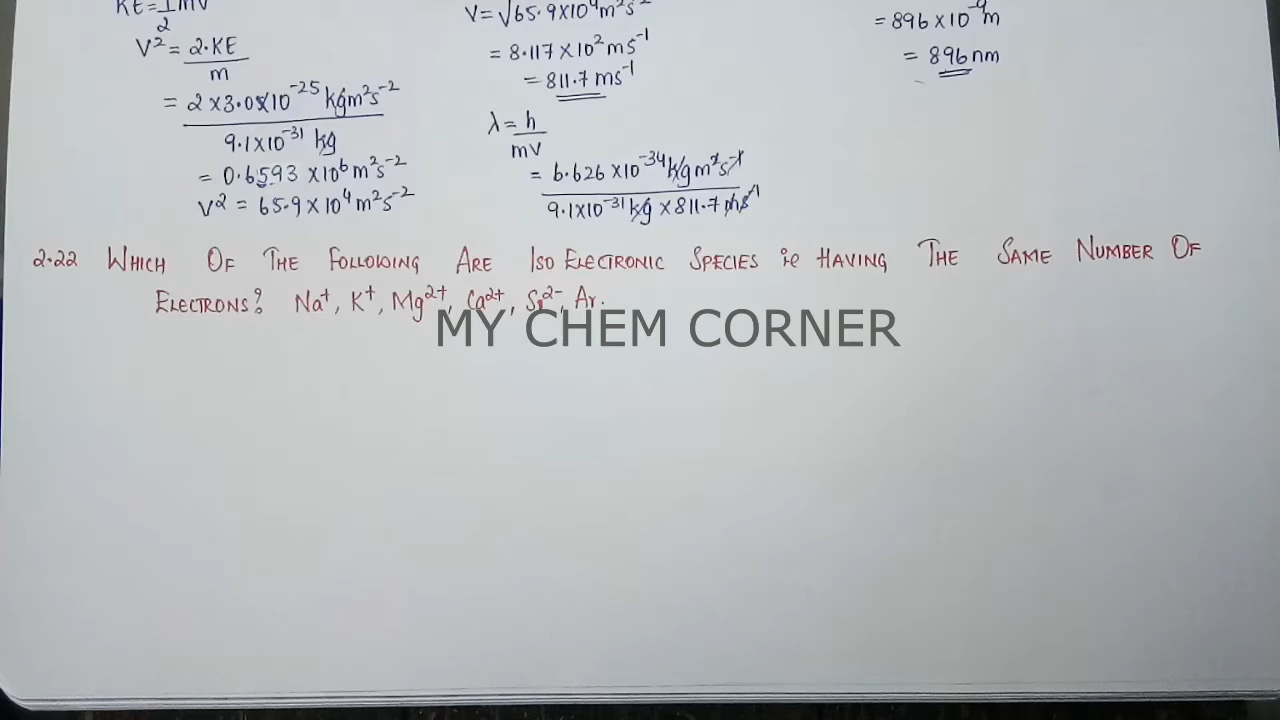 KE = 1/2 mv
V² = 2.KE / m
= 2 × 3.0 × 10⁻²⁵ kgm²s⁻² / 9.1×10⁻³¹ kg
= 0.6593 × 10⁶ m²s⁻²
V² = 65.9 × 10⁴ m²s⁻²
V = √65.9×10⁴m²s⁻²
= 8.117 × 10² ms⁻¹
= 811.7 ms⁻¹
λ = h / mv
= 6.626 × 10⁻³⁴ kgm²s⁻¹ / 9.1×10⁻³¹ kg × 811.7 ms⁻¹
= 896 × 10⁻⁹ m
= 896 nm
2.22 WHICH OF THE FOLLOWING ARE ISO ELECTRONIC SPECIES ie HAVING THE SAME NUMBER OF
ELECTRONS? Na⁺, K⁺, Mg²⁺, Ca²⁺, S²⁻, Ar.
MY CHEM CORNER